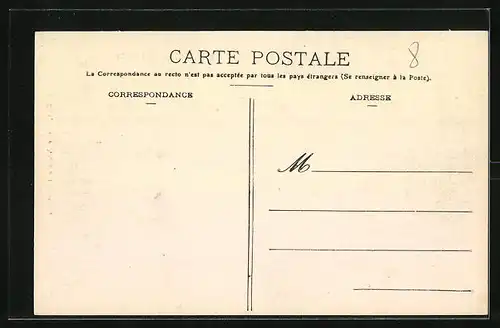 CARTE POSTALE
8
La Correspondance au recto n'est pas acceptée par tous les pays étrangers (Se renseigner à la Poste).
CORRESPONDANCE
ADRESSE
M